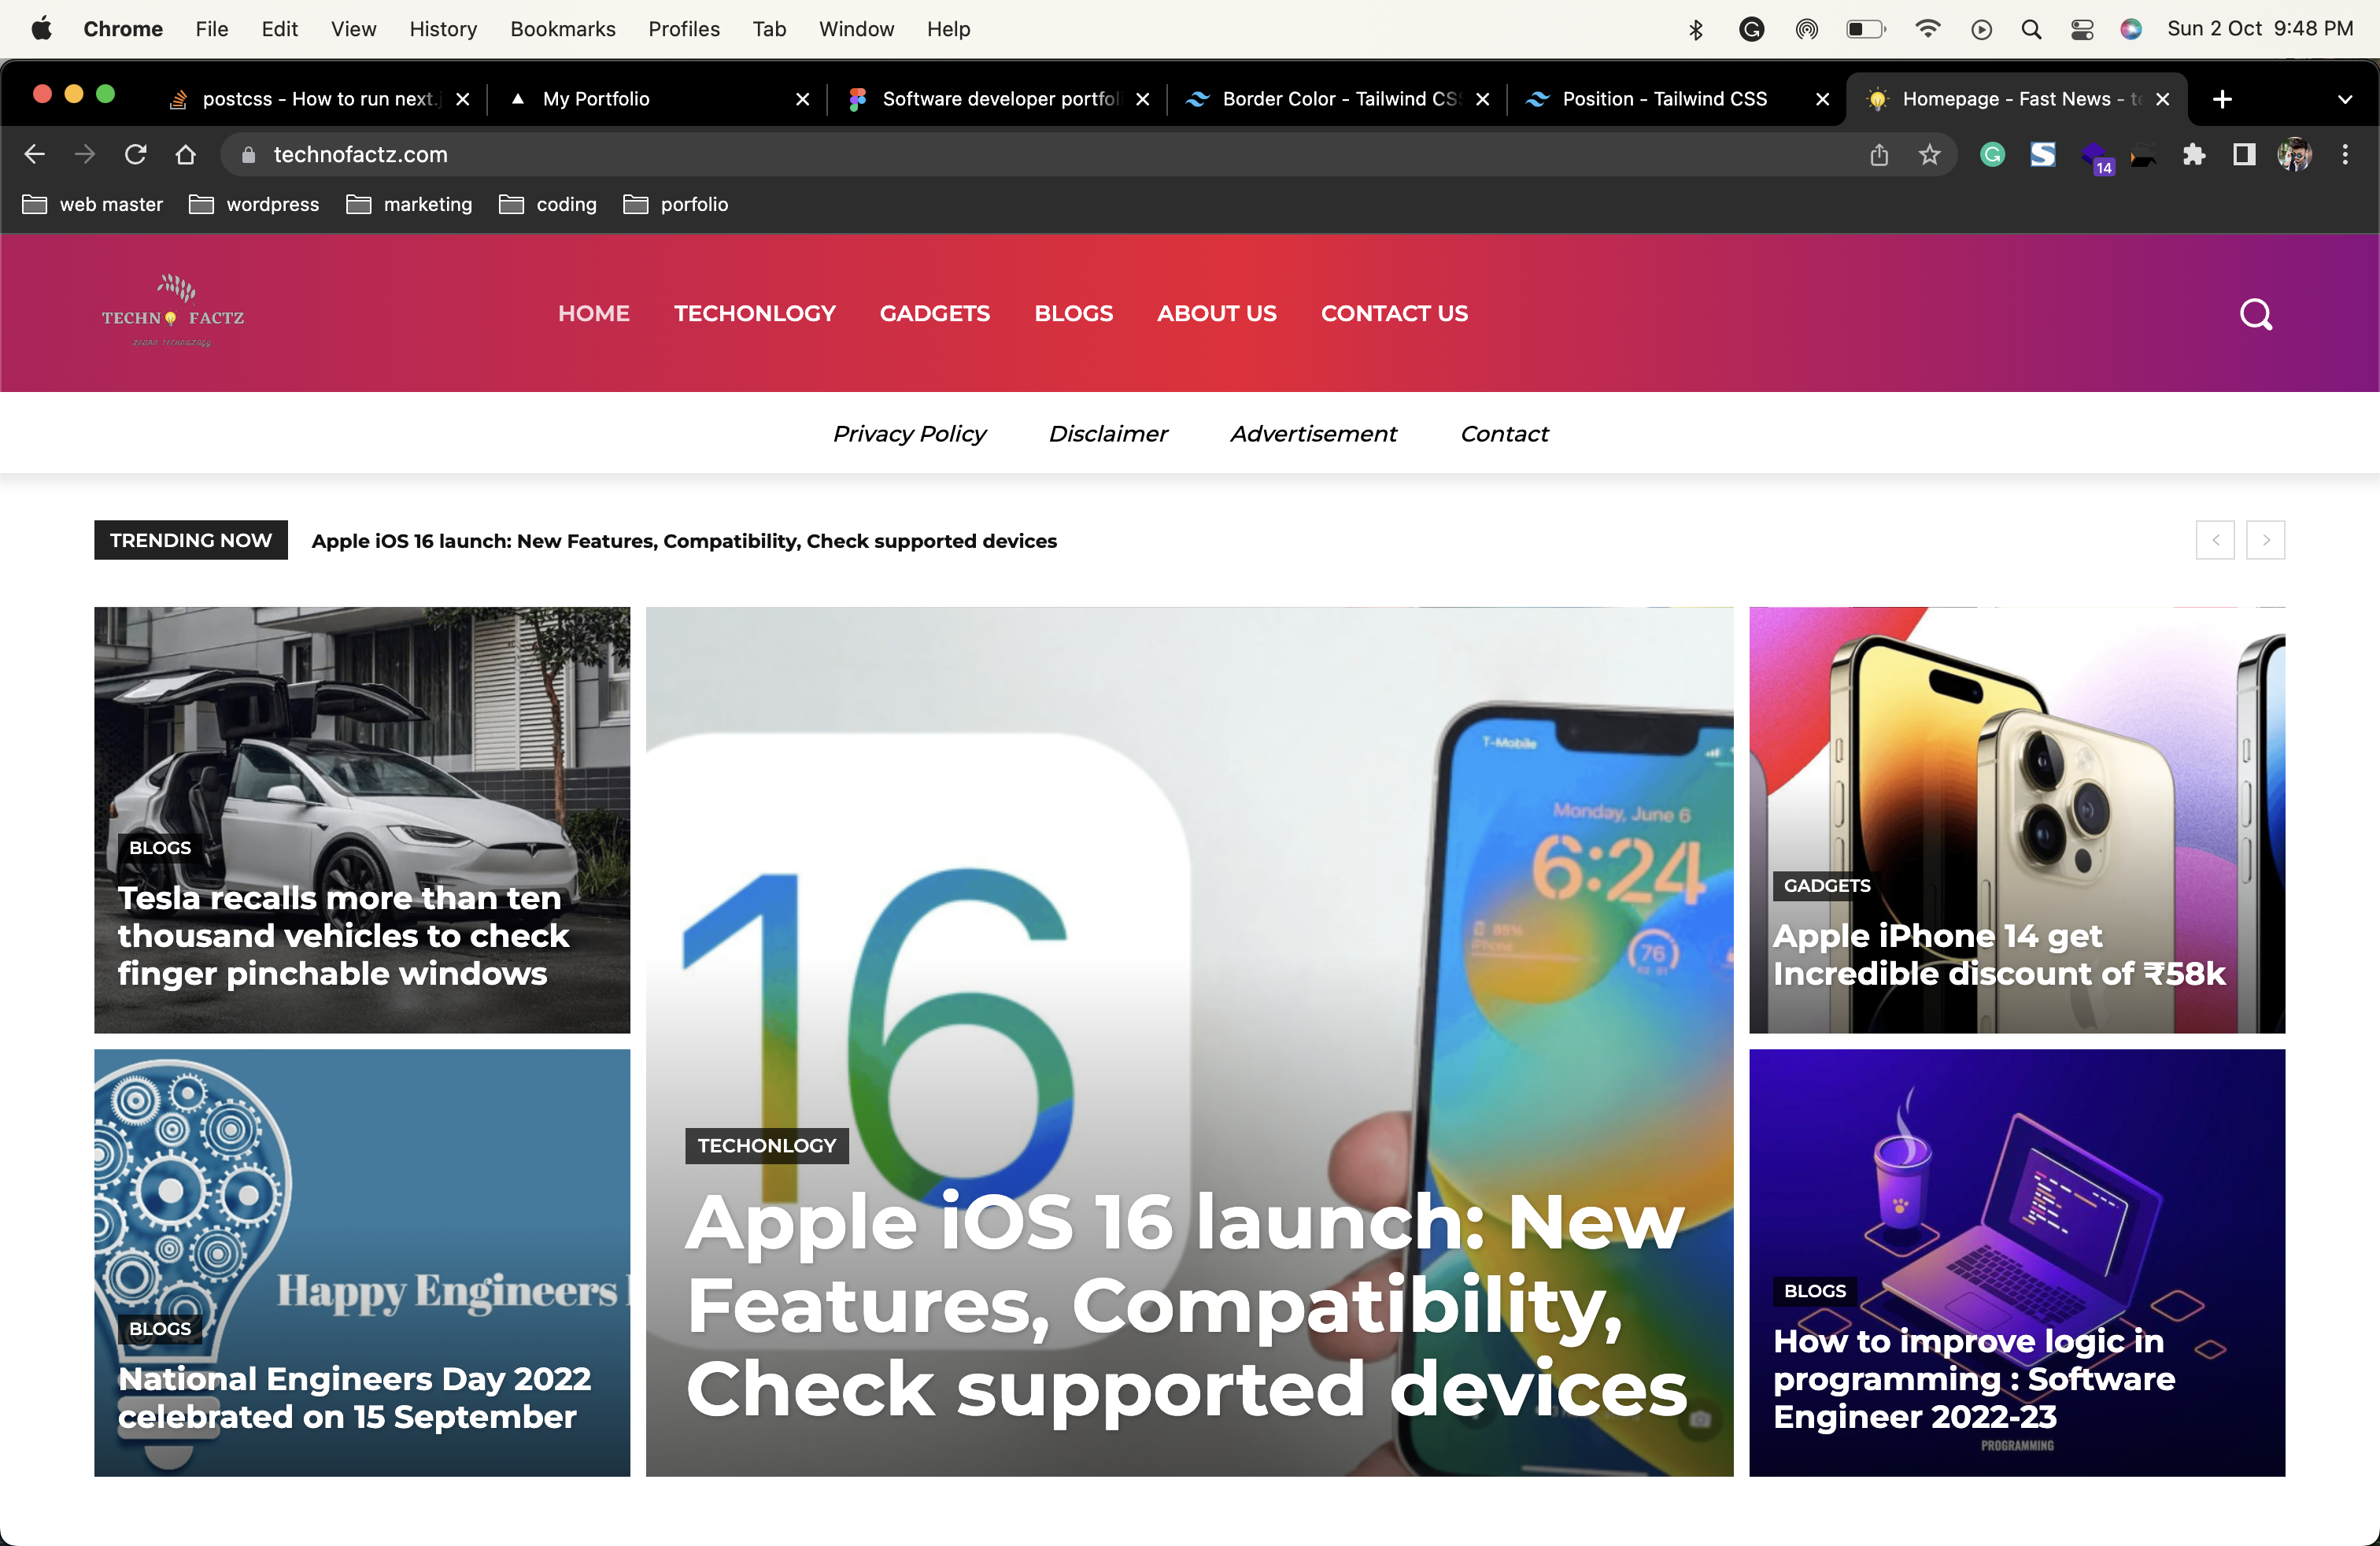 Chrome File Edit View History Bookmarks Profiles Tab Window Help Sun 2 Oct 9:48 PM
postcss - How to run next.j My Portfolio Software developer portfoli Border Color - Tailwind CSS Position - Tailwind CSS Homepage - Fast News - te
technofactz.com 14
web master wordpress marketing coding porfolio
TECHN FACTZ
HOME TECHONLOGY GADGETS BLOGS ABOUT US CONTACT US
Privacy Policy Disclaimer Advertisement Contact
TRENDING NOW Apple iOS 16 launch: New Features, Compatibility, Check supported devices
BLOGS
Tesla recalls more than ten
thousand vehicles to check
finger pinchable windows
Happy Engineers
BLOGS
National Engineers Day 2022
celebrated on 15 September
T-Mobile
Monday, June 6
6:24
85%
iPhone
76
16
TECHONLOGY
Apple iOS 16 launch: New
Features, Compatibility,
Check supported devices
GADGETS
Apple iPhone 14 get
Incredible discount of ₹58k
BLOGS
How to improve logic in
programming : Software
Engineer 2022-23
PROGRAMMING